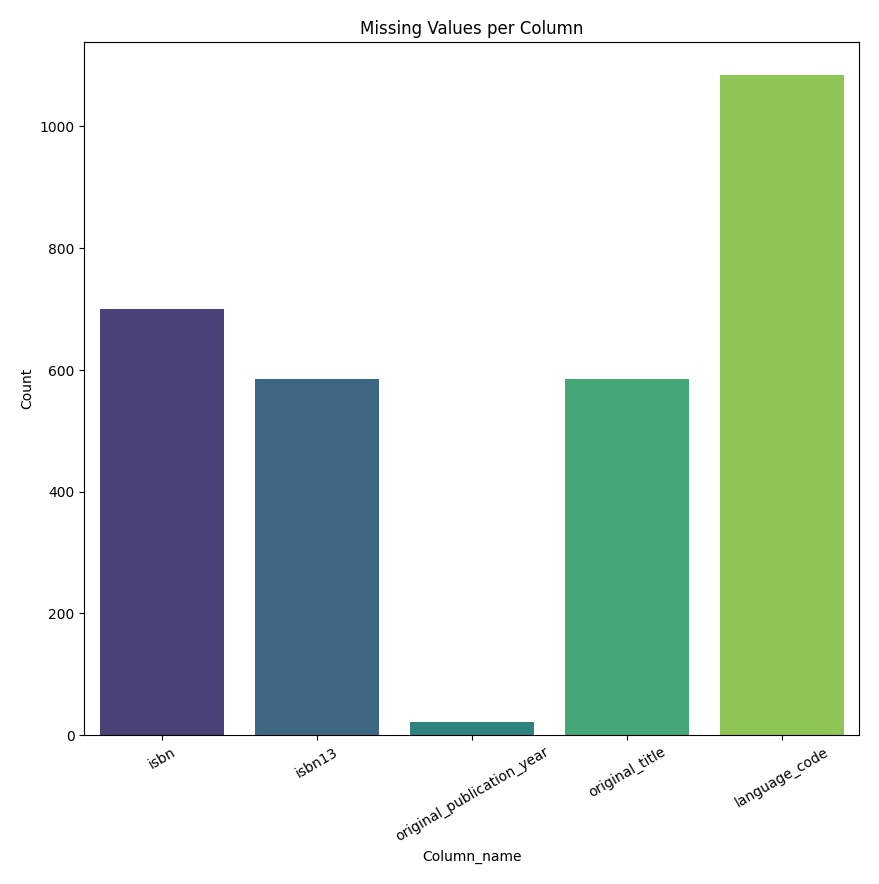 Missing Values per Column
Count
1000
800
600
400
200
0
isbn
isbn13
original_publication_year
original_title
language_code
Column_name